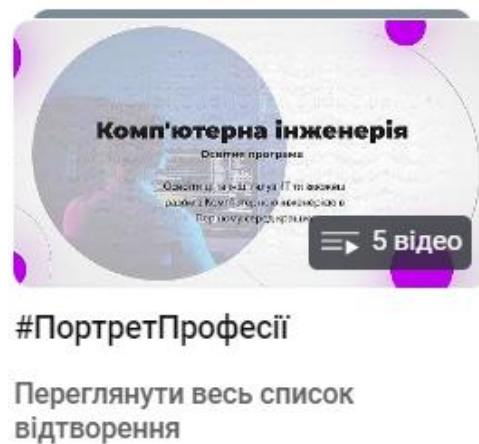 Комп'ютерна інженерія
Освітня програма
5 відео
#ПортретПрофесії
Переглянути весь список
відтворення